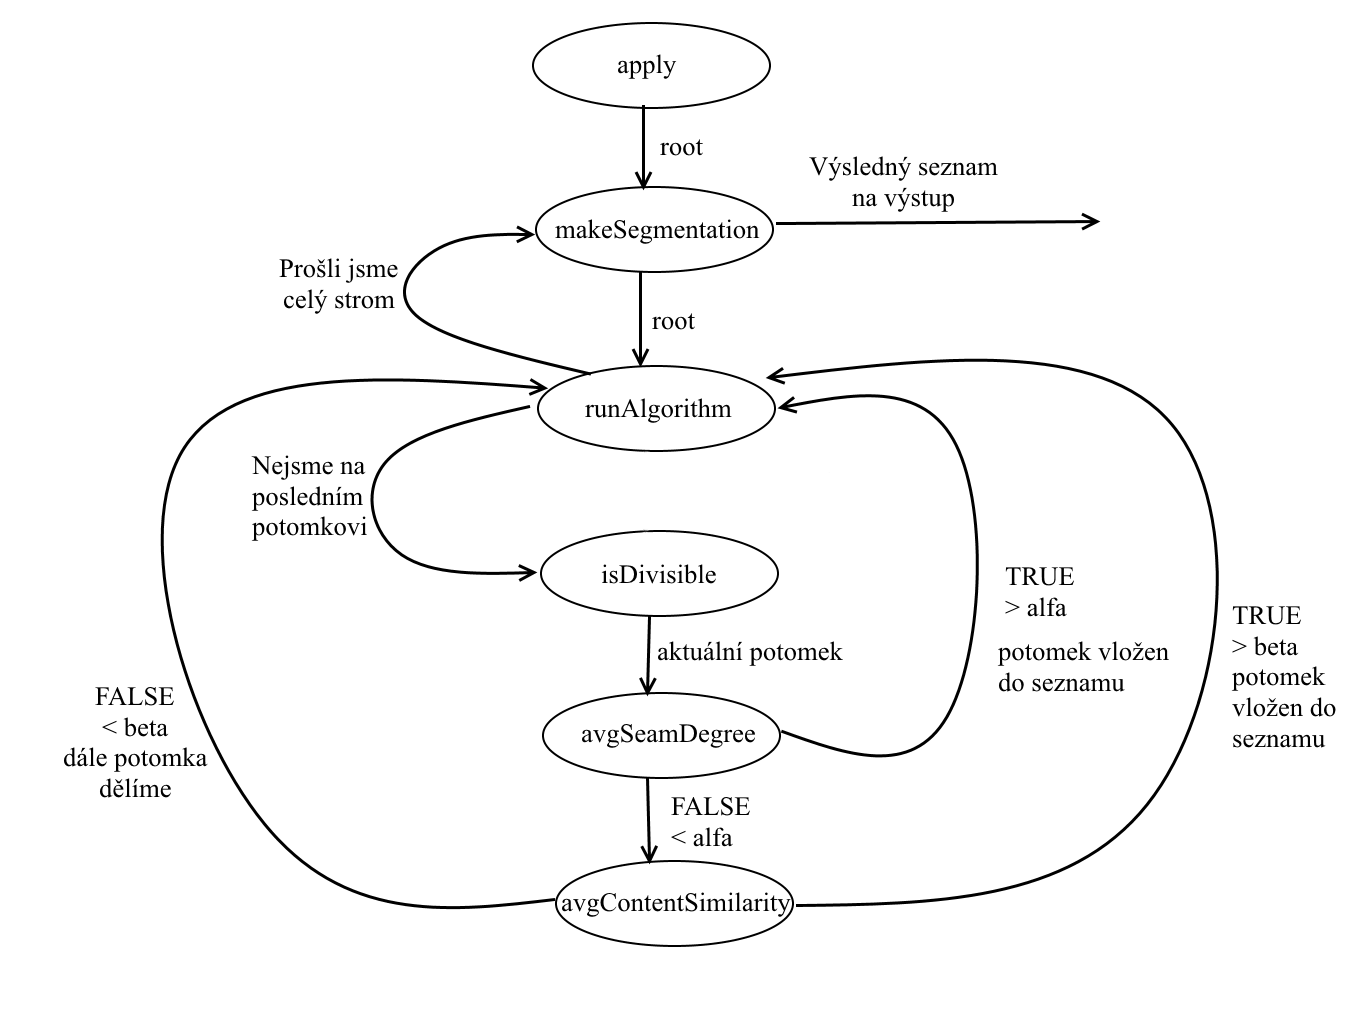 apply
root
Výsledný seznam
na výstup
makeSegmentation
Prošli jsme
celý strom
root
runAlgorithm
Nejsme na
posledním
potomkovi
isDivisible
TRUE
> alfa
potomek vložen
do seznamu
TRUE
> beta
potomek
vložen do
seznamu
aktuální potomek
FALSE
< beta
dále potomka
dělíme
avgSeamDegree
FALSE
< alfa
avgContentSimilarity